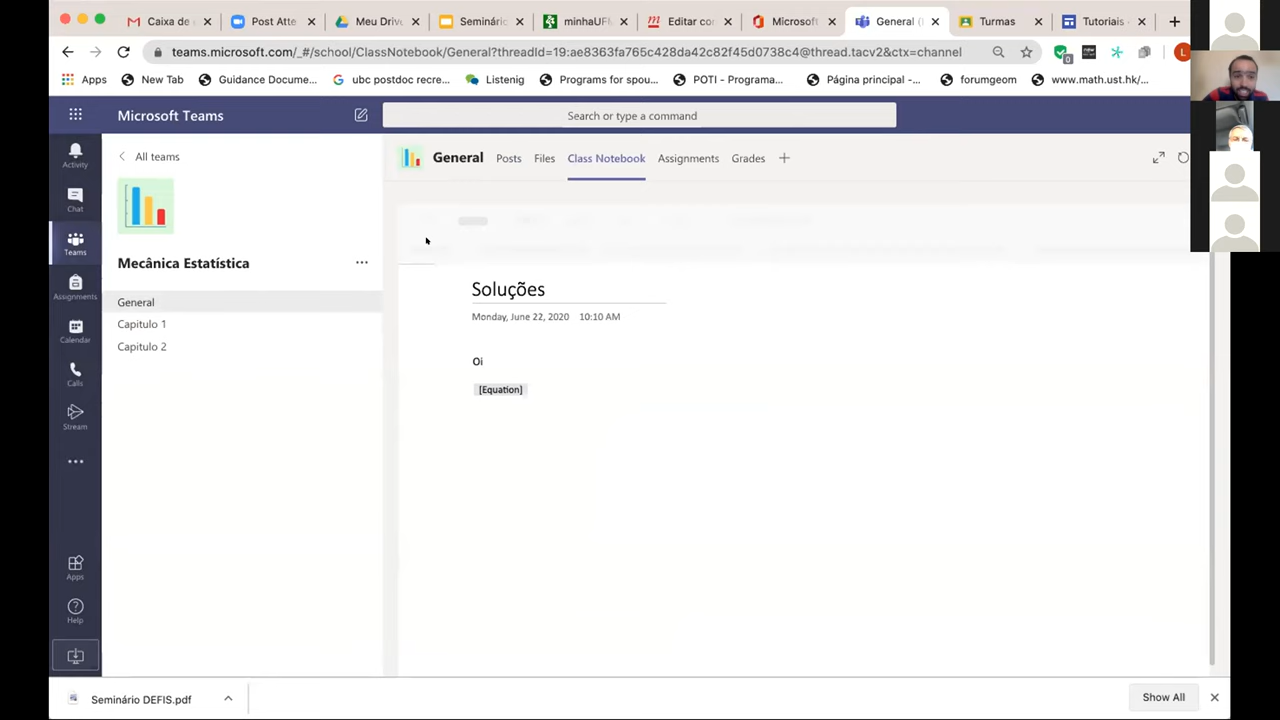 Caixa de
Post Atte
Meu Driv
Seminário
minhaUFM
Editar co
Microsof
General (
Turmas
Tutoriais
teams.microsoft.com/_#/school/ClassNotebook/General?threadId=19:ae8363fa765c428da42c82f45d0738c4@thread.tacv2&ctx=channel
L
Apps
New Tab
Guidance Docume...
ubc postdoc recre...
Listenig
Programs for spou...
POTI - Programa...
Página principal -...
forumgeom
www.math.ust.hk/...
Microsoft Teams
Search or type a command
Activity
Chat
Teams
Assignments
Calendar
Calls
Stream
Apps
Help
All teams
Mecânica Estatística
General
Capitulo 1
Capitulo 2
General
Posts
Files
Class Notebook
Assignments
Grades
Soluções
Monday, June 22, 2020 10:10 AM
Oi
[Equation]
Seminário DEFIS.pdf
Show All